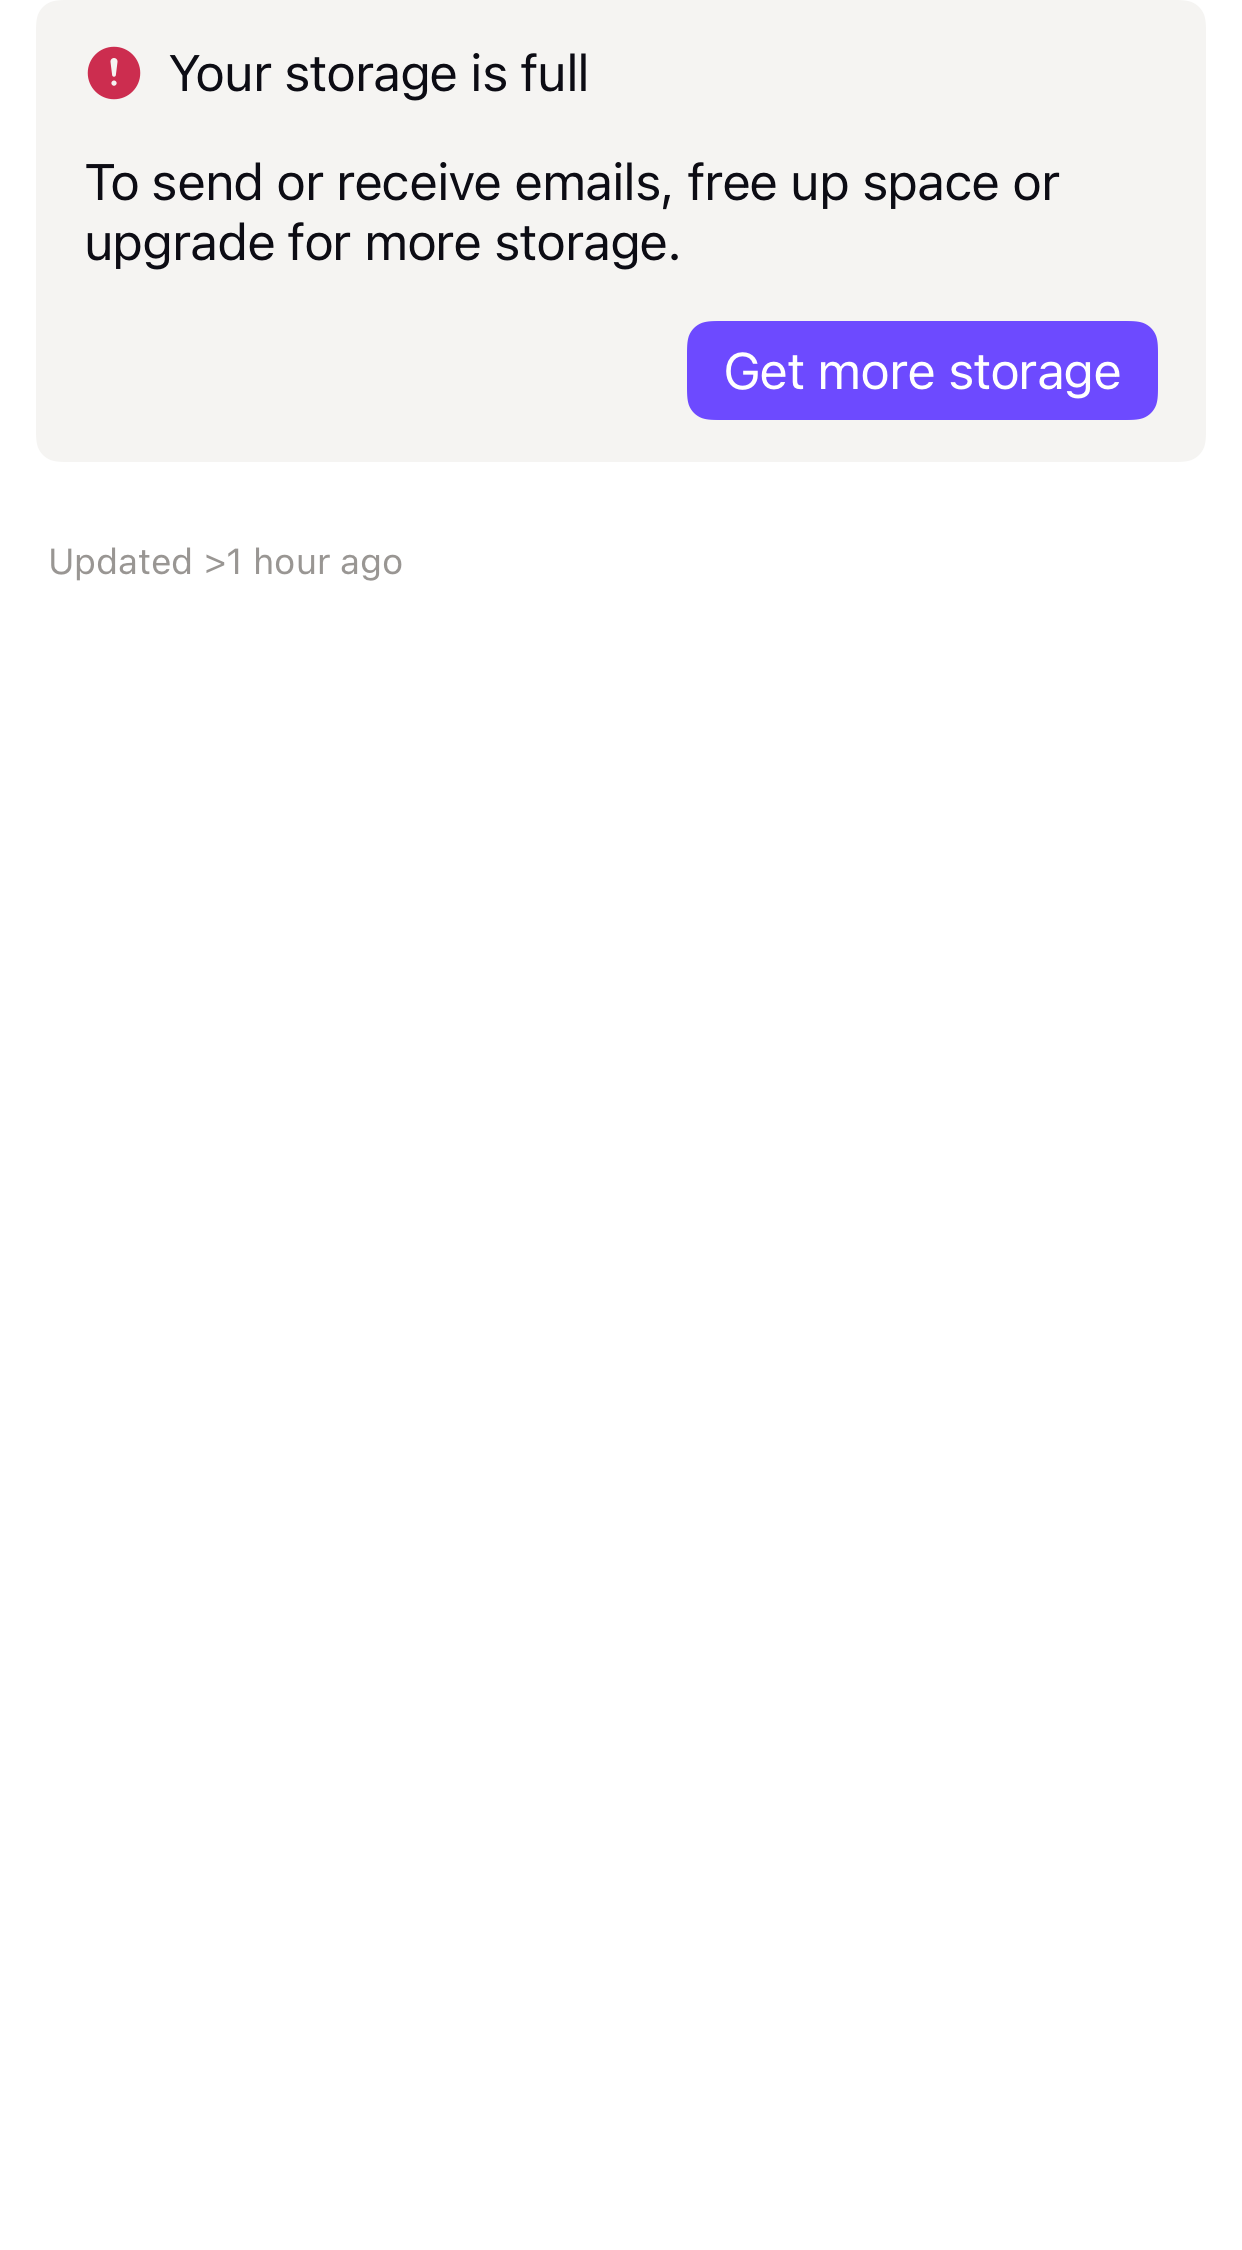 Your storage is full
To send or receive emails, free up space or
upgrade for more storage.
Get more storage
Updated >1 hour ago